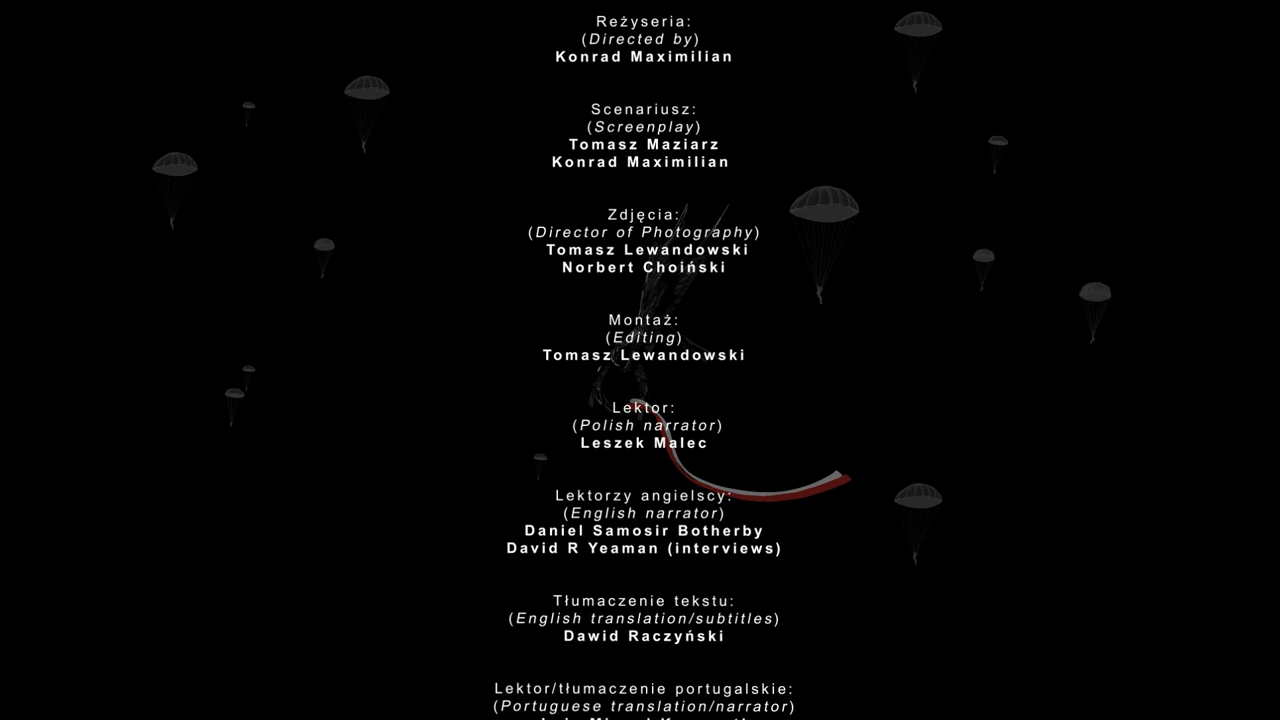 Reżyseria:
(Directed by)
Konrad Maximilian
Scenariusz:
(Screenplay)
Tomasz Maziarz
Konrad Maximilian
Zdjęcia:
(Director of Photography)
Tomasz Lewandowski
Norbert Choiński
Montaż:
(Editing)
Tomasz Lewandowski
Lektor:
(Polish narrator)
Leszek Malec
Lektorzy angielscy:
(English narrator)
Daniel Samosir Botherby
David R Yeaman (interviews)
Tłumaczenie tekstu:
(English translation/subtitles)
Dawid Raczyński
Lektor/tłumaczenie portugalskie:
(Portuguese translation/narrator)